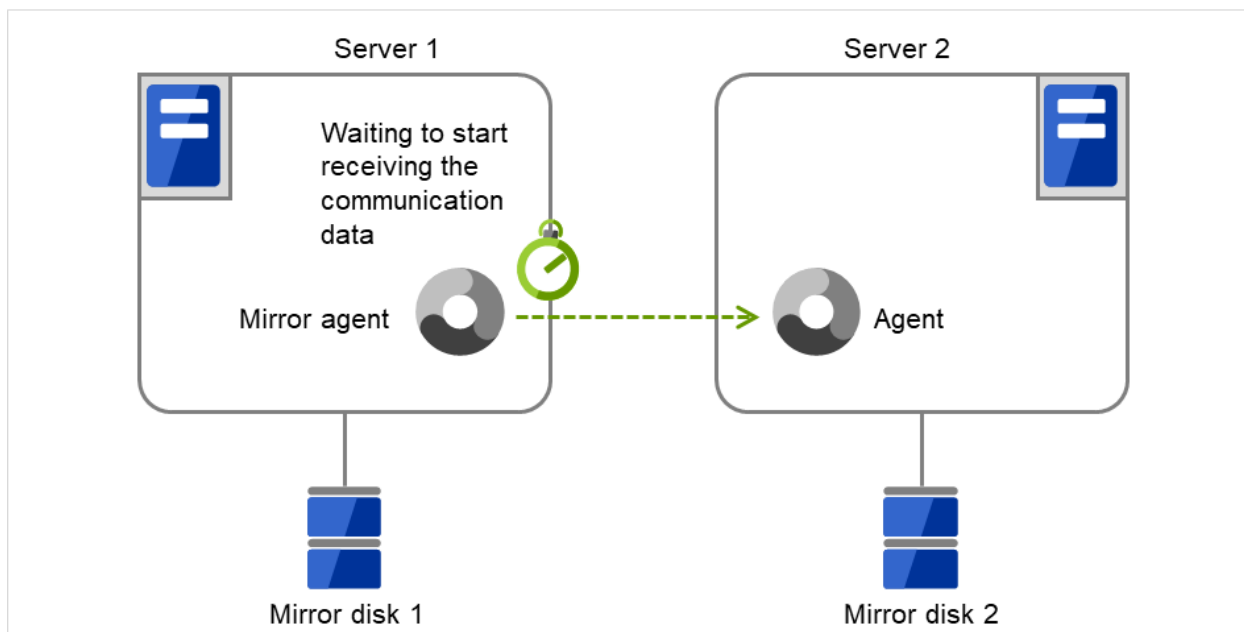 Server 1
Server 2
Waiting to start
receiving the
communication
data
Mirror agent
Agent
Mirror disk 1
Mirror disk 2